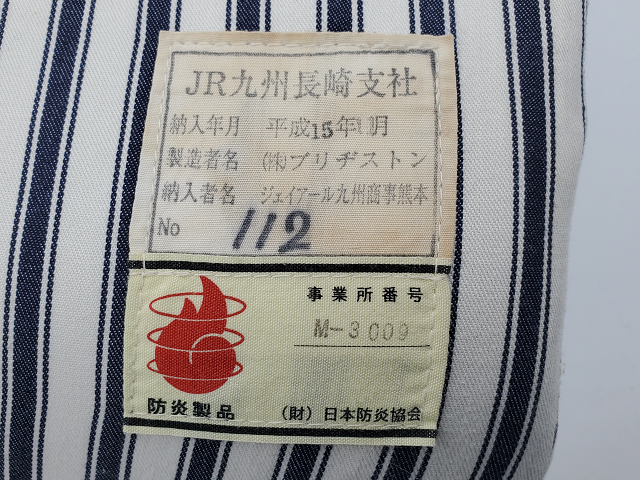 JR九州長崎支社
納入年月 平成15年 月
製造者名 (株)ブリヂストン
納入者名 ジェイアール九州商事熊本
No 112
事業所番号
M-3009
防炎製品 (財)日本防炎協会